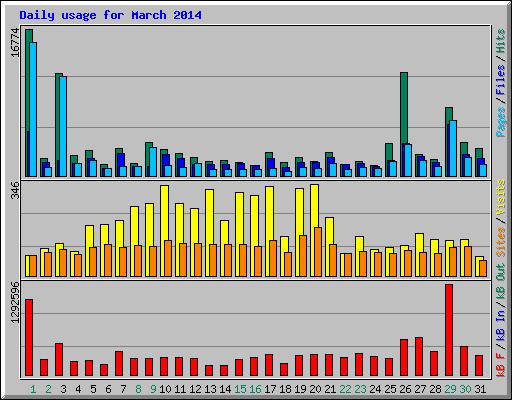 Daily usage for March 2014
16774
Pages / Files / Hits
346
Sites / Visits
1292596
kB F / kB In / kB Out
1 2 3 4 5 6 7 8 9 10 11 12 13 14 15 16 17 18 19 20 21 22 23 24 25 26 27 28 29 30 31